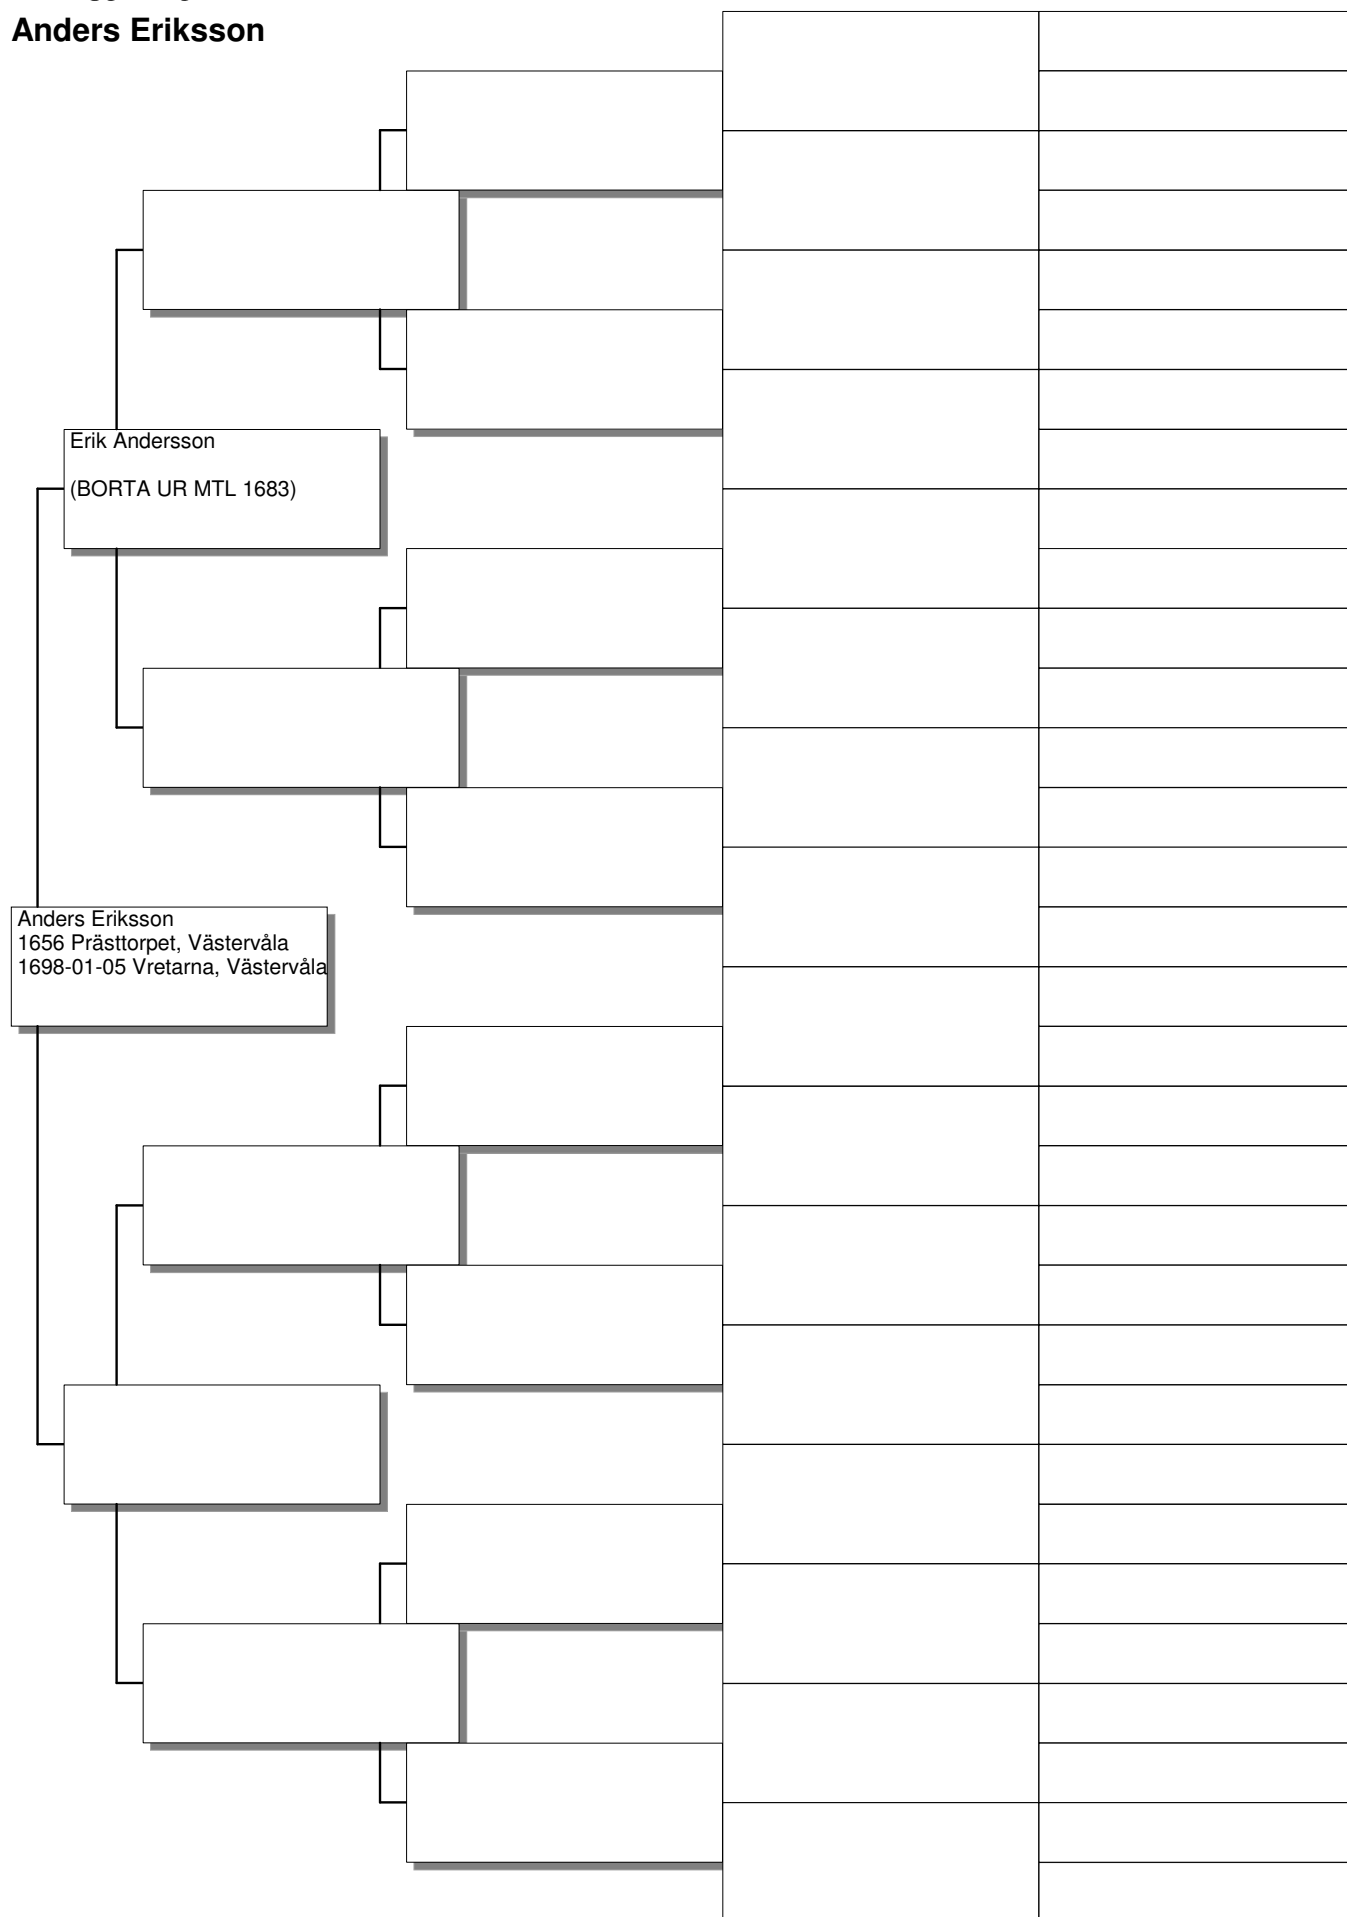 Anders Eriksson
Erik Andersson
(BORTA UR MTL 1683)
Anders Eriksson
1656 Prästtorpet, Västervåla
1698-01-05 Vretarna, Västervåla